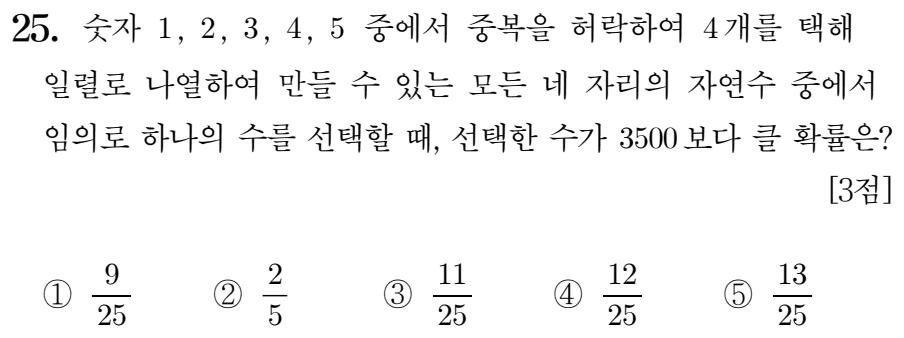 25. 숫자 1, 2, 3, 4, 5 중에서 중복을 허락하여 4개를 택해
일렬로 나열하여 만들 수 있는 모든 네 자리의 자연수 중에서
임의로 하나의 수를 선택할 때, 선택한 수가 3500보다 클 확률은?
[3점]
① 9/25 ② 2/5 ③ 11/25 ④ 12/25 ⑤ 13/25